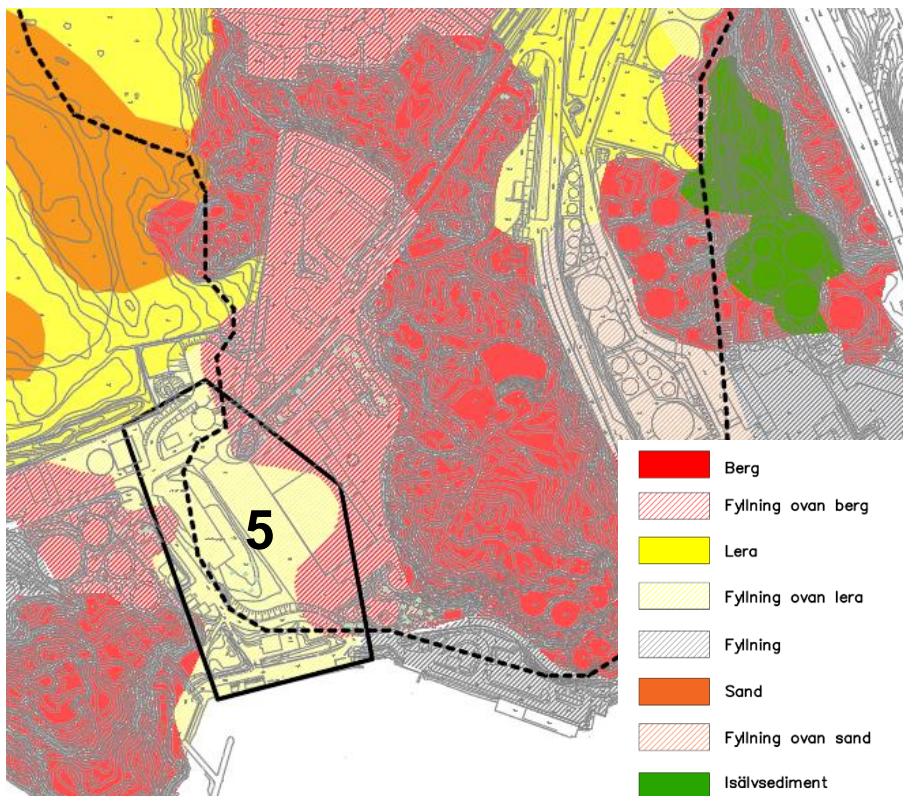 5
Berg
Fyllning ovan berg
Lera
Fyllning ovan lera
Fyllning
Sand
Fyllning ovan sand
Isälvsediment